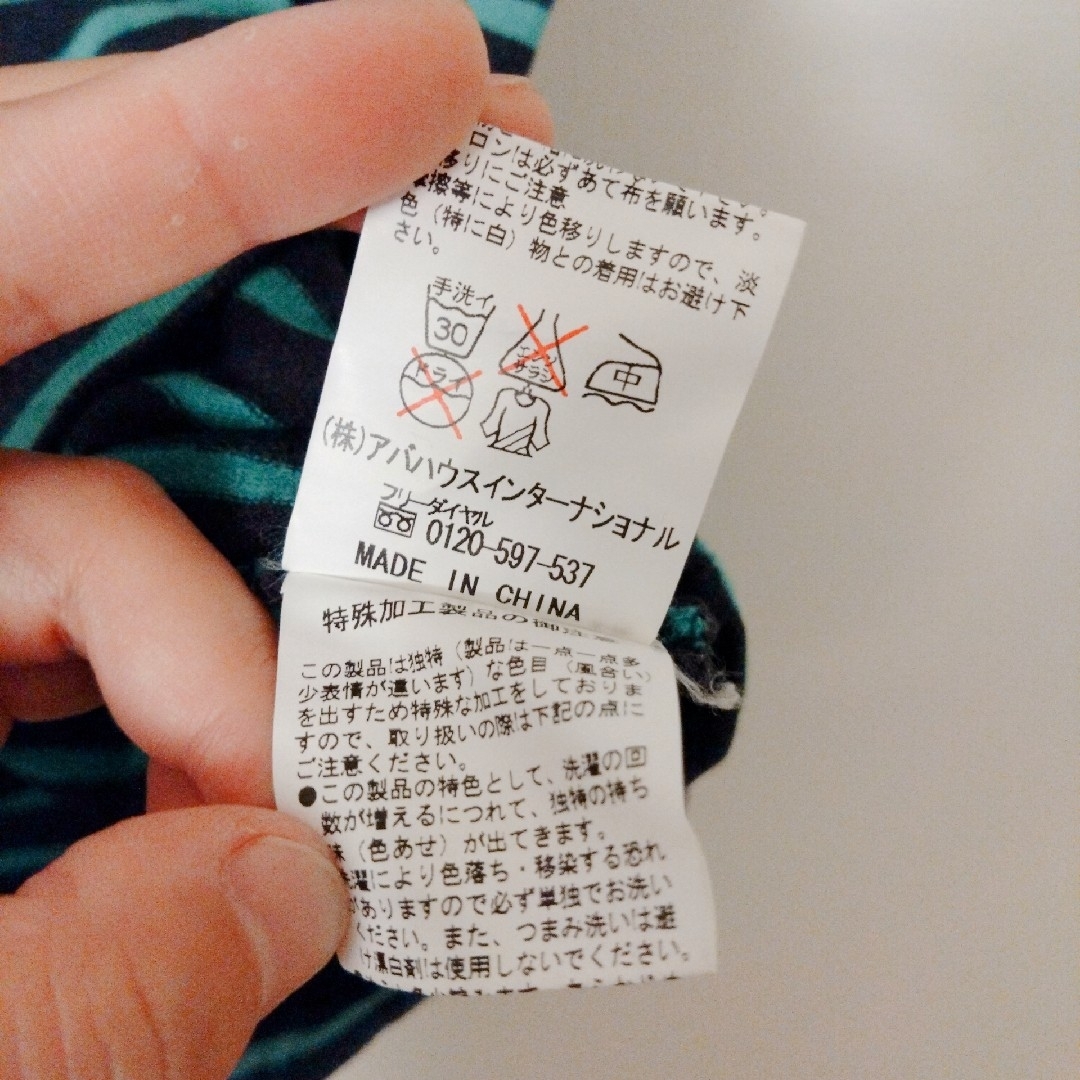 ロンは必ずあて布を願います。
移りにご注意
擦等により色移りしますので、淡
色（特に白）物との着用はお避け下
さい。
手洗イ
30
エンソ
サラシ
中
ドライ
(株)アバハウスインターナショナル
フリーダイヤル
0120-597-537
MADE IN CHINA
特殊加工製品の御注意
この製品は独特（製品は一点一点多
少表情が違います）な色目（風合い）
を出すため特殊な加工をしておりま
すので、取り扱いの際は下記の点に
ご注意ください。
●この製品の特色として、洗濯の回
数が増えるにつれて、独特の持ち
味（色あせ）が出てきます。
洗濯により色落ち・移染する恐れ
がありますので必ず単独でお洗い
ください。また、つまみ洗いは避
け漂白剤は使用しないでください。